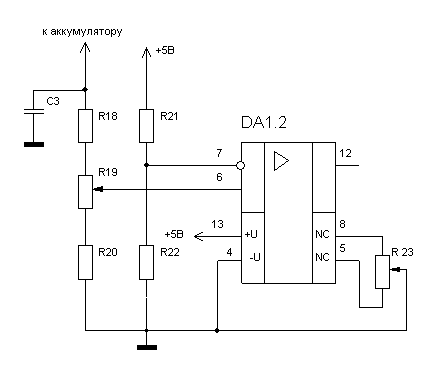 к аккумулятору
+5В
C3
R18
R21
DA1.2
7
12
R19
6
13
8
+5В
+U
NC
R20
R22
4
-U
NC
5
R 23